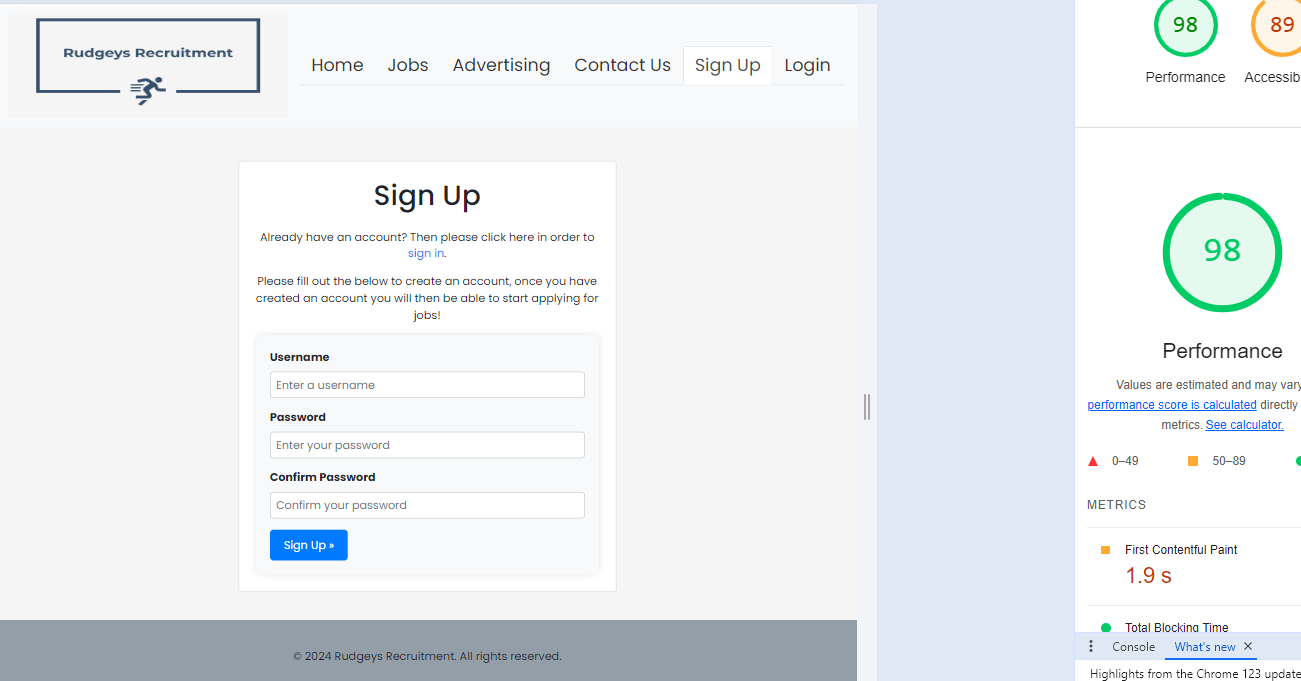 Rudgeys Recruitment
Home Jobs Advertising Contact Us Sign Up Login
Sign Up
Already have an account? Then please click here in order to
sign in.
Please fill out the below to create an account, once you have
created an account you will then be able to start applying for
jobs!
Username
Enter a username
Password
Enter your password
Confirm Password
Confirm your password
Sign Up »
© 2024 Rudgeys Recruitment. All rights reserved.
98
89
Performance
Accessib
98
Performance
Values are estimated and may vary
performance score is calculated directly
metrics. See calculator.
0–49
50–89
METRICS
First Contentful Paint
1.9 s
Total Blocking Time
Console What's new
Highlights from the Chrome 123 update